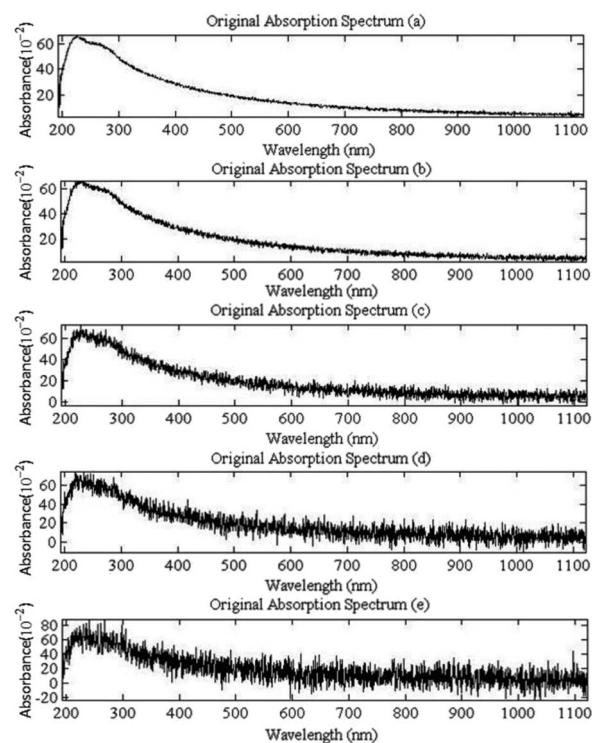 Original Absorption Spectrum (a)
Absorbance(10⁻²)
60
40
20
200 300 400 500 600 700 800 900 1000 1100
Wavelength (nm)
Original Absorption Spectrum (b)
Absorbance(10⁻²)
60
40
20
200 300 400 500 600 700 800 900 1000 1100
Wavelength (nm)
Original Absorption Spectrum (c)
Absorbance(10⁻²)
60
40
20
0
200 300 400 500 600 700 800 900 1000 1100
Wavelength (nm)
Original Absorption Spectrum (d)
Absorbance(10⁻²)
60
40
20
0
200 300 400 500 600 700 800 900 1000 1100
Wavelength (nm)
Original Absorption Spectrum (e)
Absorbance(10⁻²)
80
60
40
20
0
-20
200 300 400 500 600 700 800 900 1000 1100
Wavelength (nm)